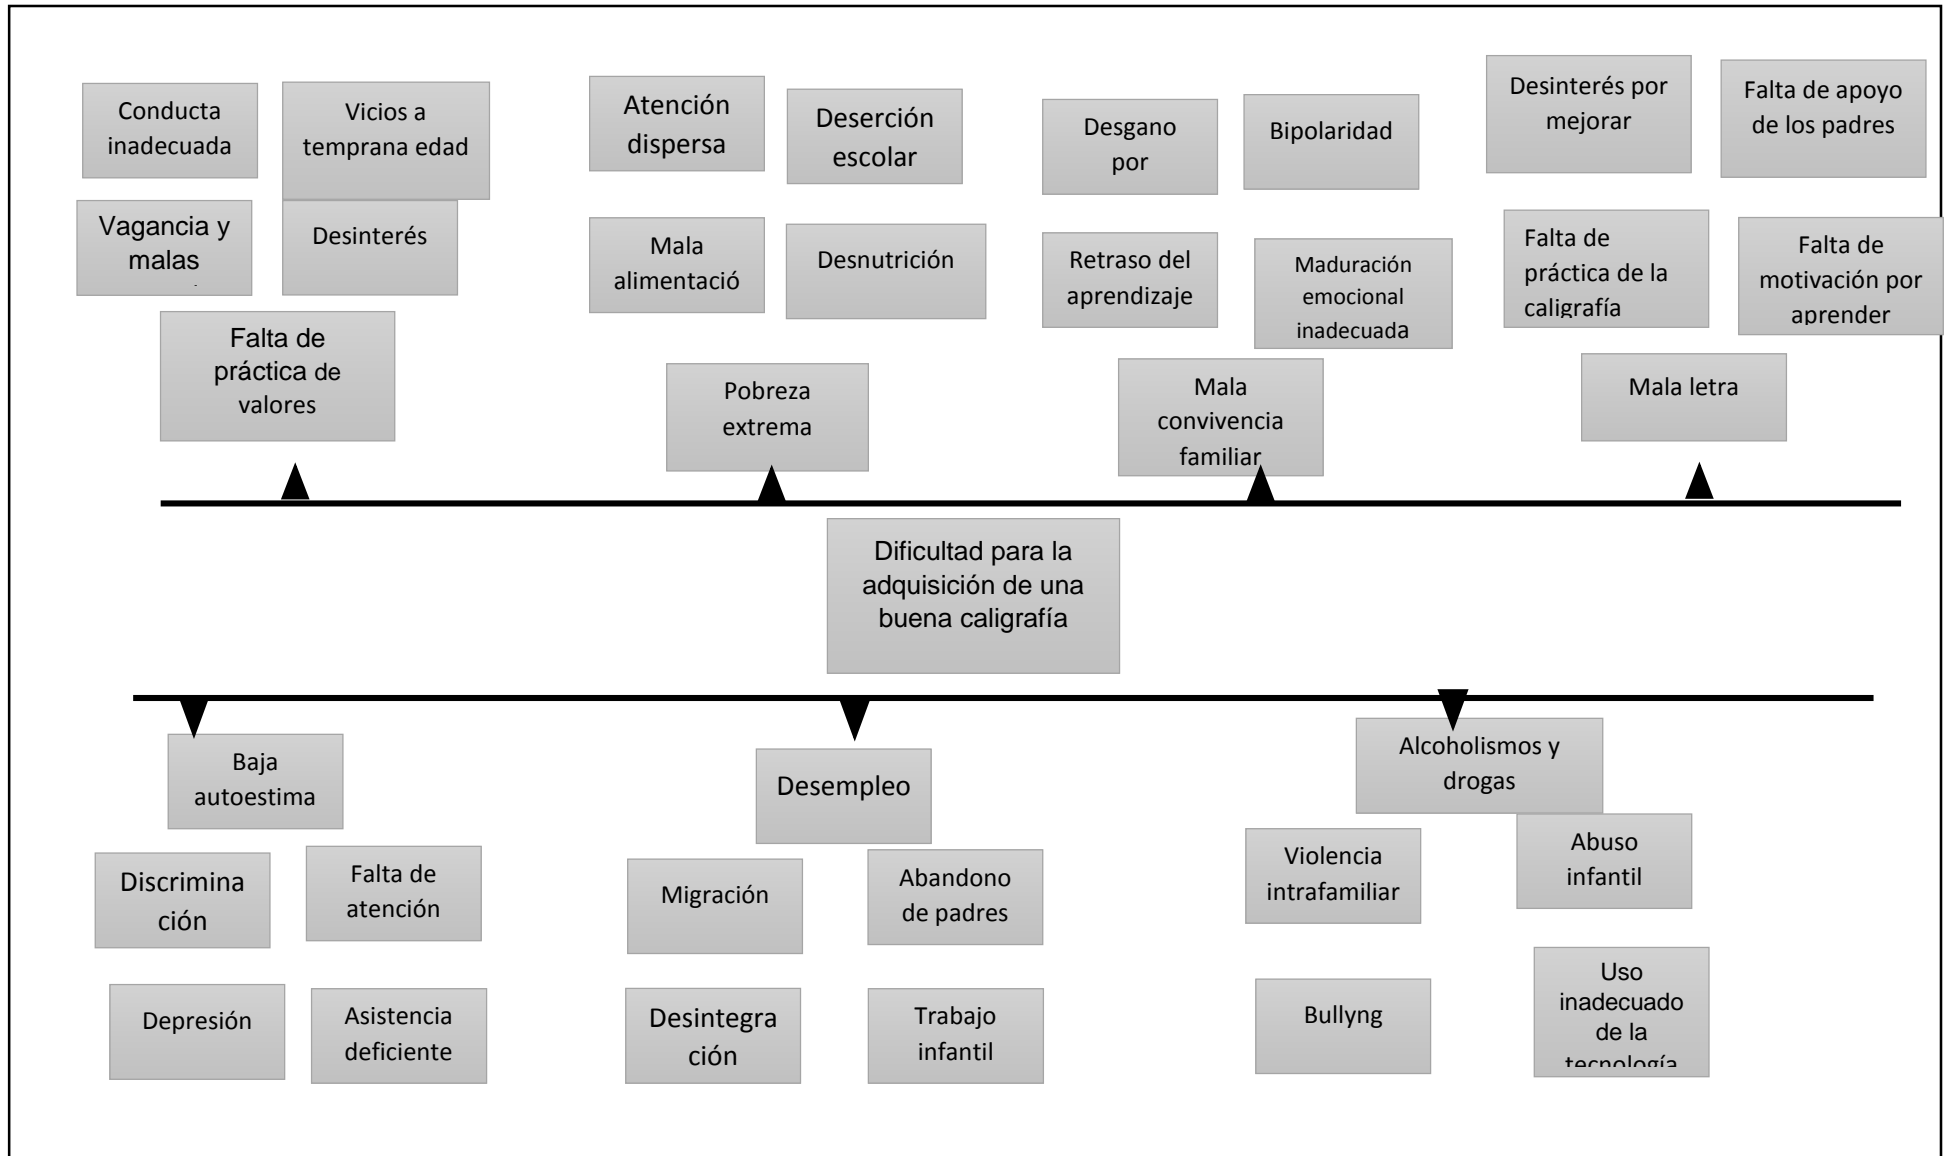 Conducta
inadecuada
Vicios a
temprana edad
Vagancia y
malas
Desinterés
Falta de
práctica de
valores
Atención
dispersa
Deserción
escolar
Mala
alimentació
Desnutrición
Pobreza
extrema
Desgano
por
Bipolaridad
Retraso del
aprendizaje
Maduración
emocional
inadecuada
Mala
convivencia
familiar
Desinterés por
mejorar
Falta de apoyo
de los padres
Falta de
práctica de la
caligrafía
Falta de
motivación por
aprender
Mala letra
Dificultad para la
adquisición de una
buena caligrafía
Baja
autoestima
Discrimina
ción
Falta de
atención
Depresión
Asistencia
deficiente
Desempleo
Migración
Abandono
de padres
Desintegra
ción
Trabajo
infantil
Alcoholismos y
drogas
Violencia
intrafamiliar
Abuso
infantil
Bullyng
Uso
inadecuado
de la
tecnología